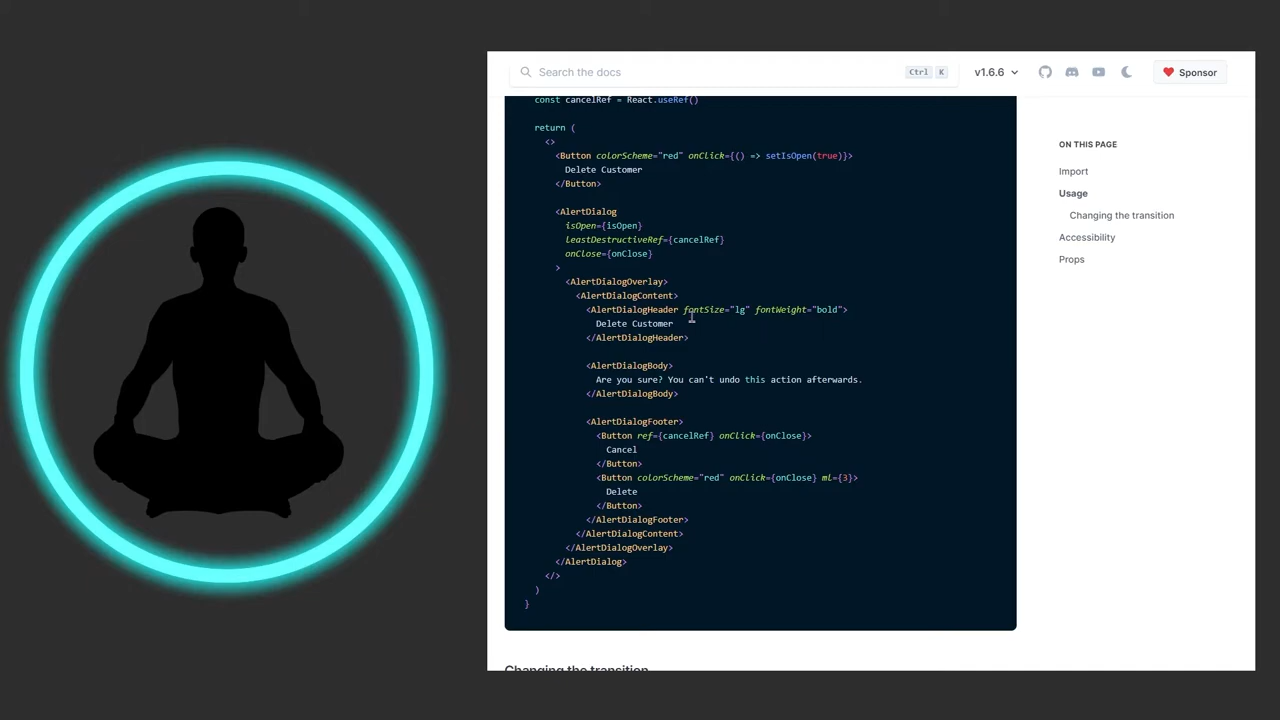 Search the docs
Ctrl K
v1.6.6
Sponsor
const cancelRef = React.useRef()
return (
<>
<Button colorScheme="red" onClick={() => setIsOpen(true)}>
Delete Customer
</Button>
<AlertDialog
isOpen={isOpen}
leastDestructiveRef={cancelRef}
onClose={onClose}
>
<AlertDialogOverlay>
<AlertDialogContent>
<AlertDialogHeader fontSize="lg" fontWeight="bold">
Delete Customer
</AlertDialogHeader>
<AlertDialogBody>
Are you sure? You can't undo this action afterwards.
</AlertDialogBody>
<AlertDialogFooter>
<Button ref={cancelRef} onClick={onClose}>
Cancel
</Button>
<Button colorScheme="red" onClick={onClose} ml={3}>
Delete
</Button>
</AlertDialogFooter>
</AlertDialogContent>
</AlertDialogOverlay>
</AlertDialog>
</>
)
}
Changing the transition
ON THIS PAGE
Import
Usage
Changing the transition
Accessibility
Props